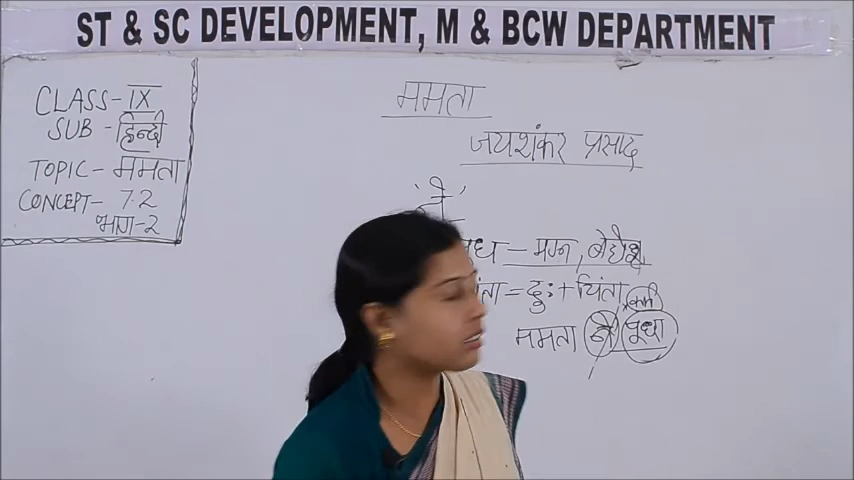 ST & SC DEVELOPMENT, M & BCW DEPARTMENT
CLASS- IX
SUB - हिन्दी
TOPIC- ममता
CONCEPT- 7.2
भाग-2
ममता
जयशंकर प्रसाद
'ने'
मग्न,
= दुः + चिंता
ममता ने पूछा